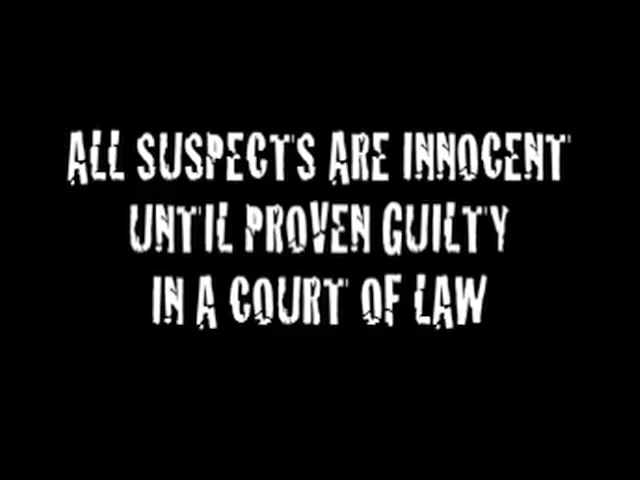 ALL SUSPECTS ARE INNOCENT
UNTIL PROVEN GUILTY
IN A COURT OF LAW